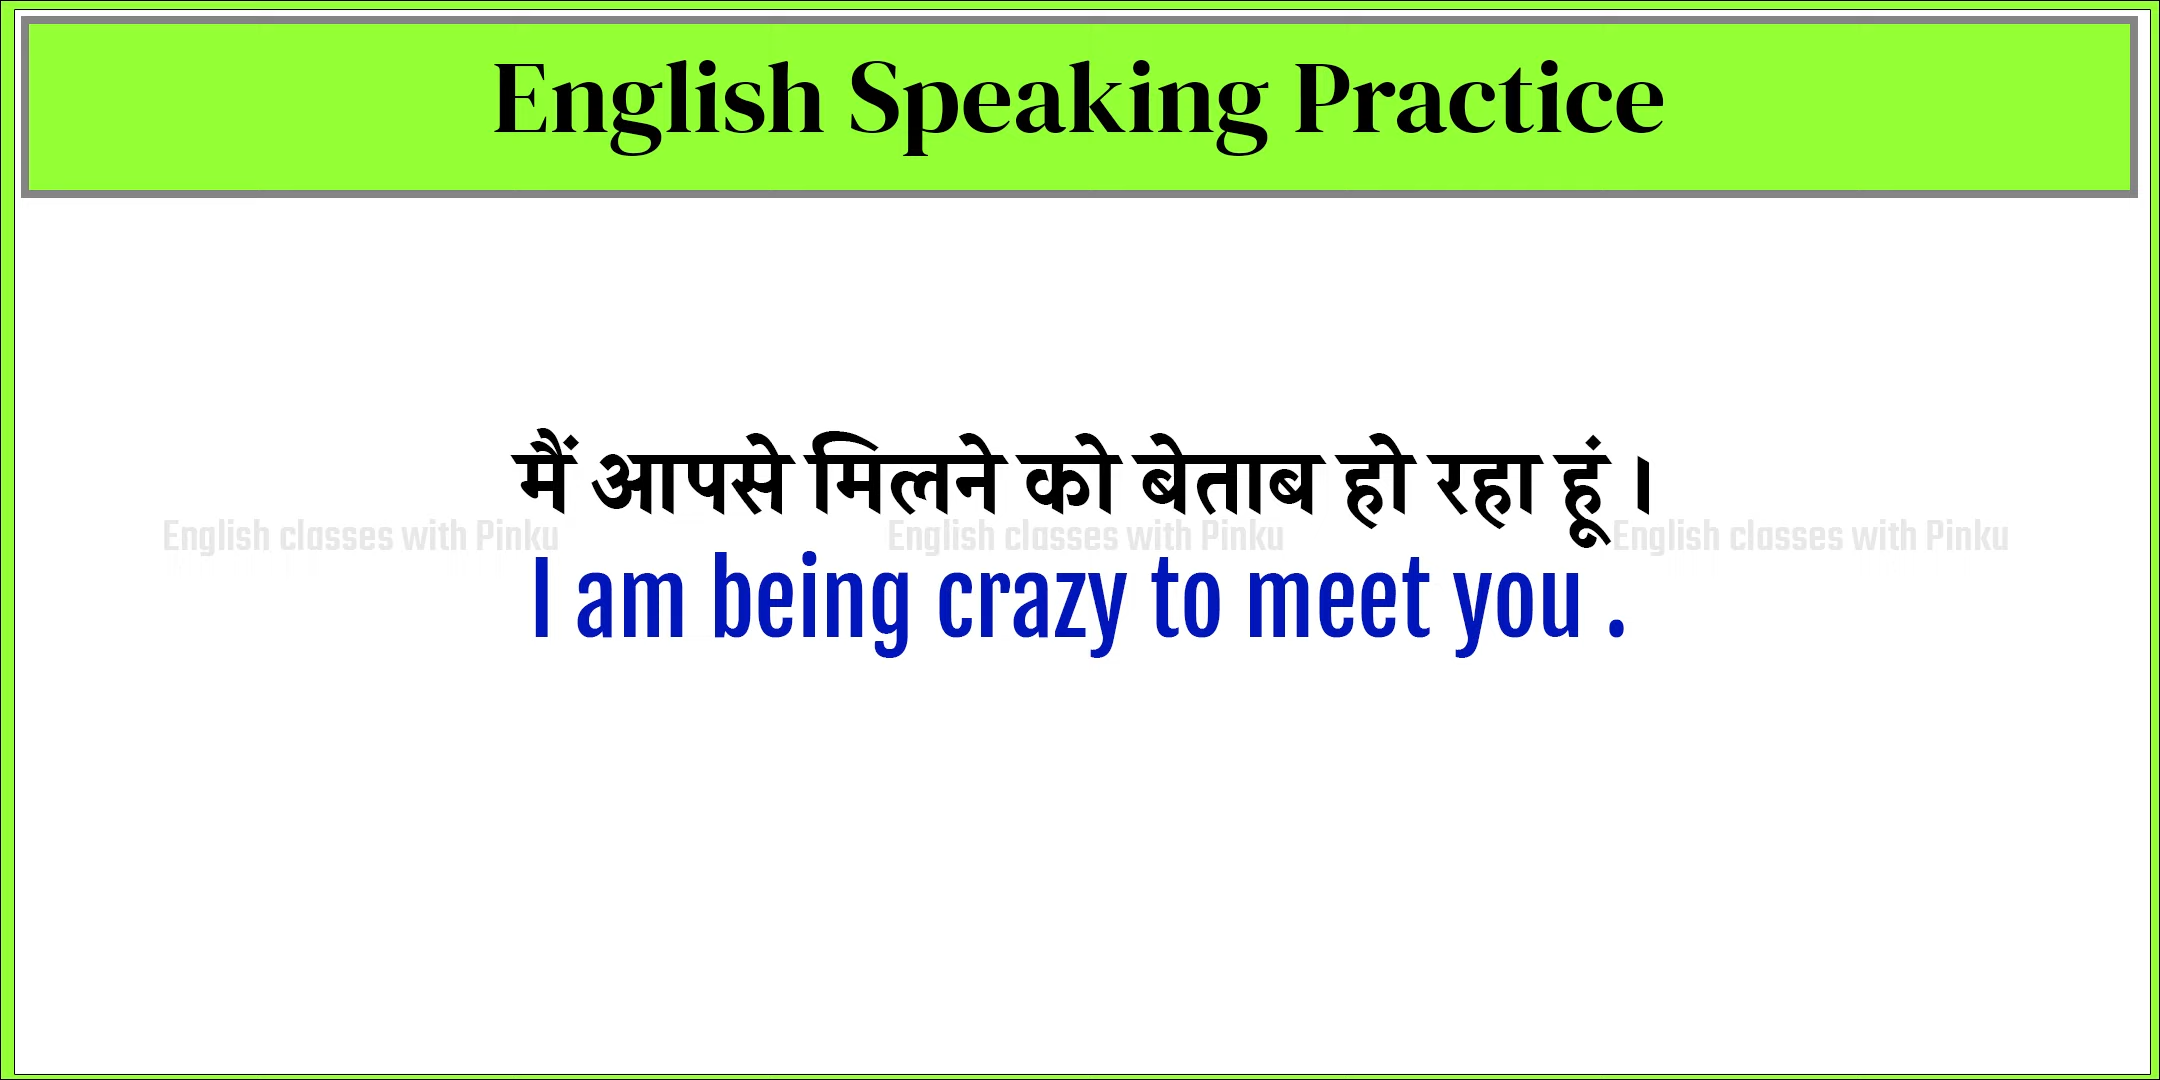 English Speaking Practice
मैं आपसे मिलने को बेताब हो रहा हूं ।
English classes with Pinku English classes with Pinku English classes with Pinku
I am being crazy to meet you .